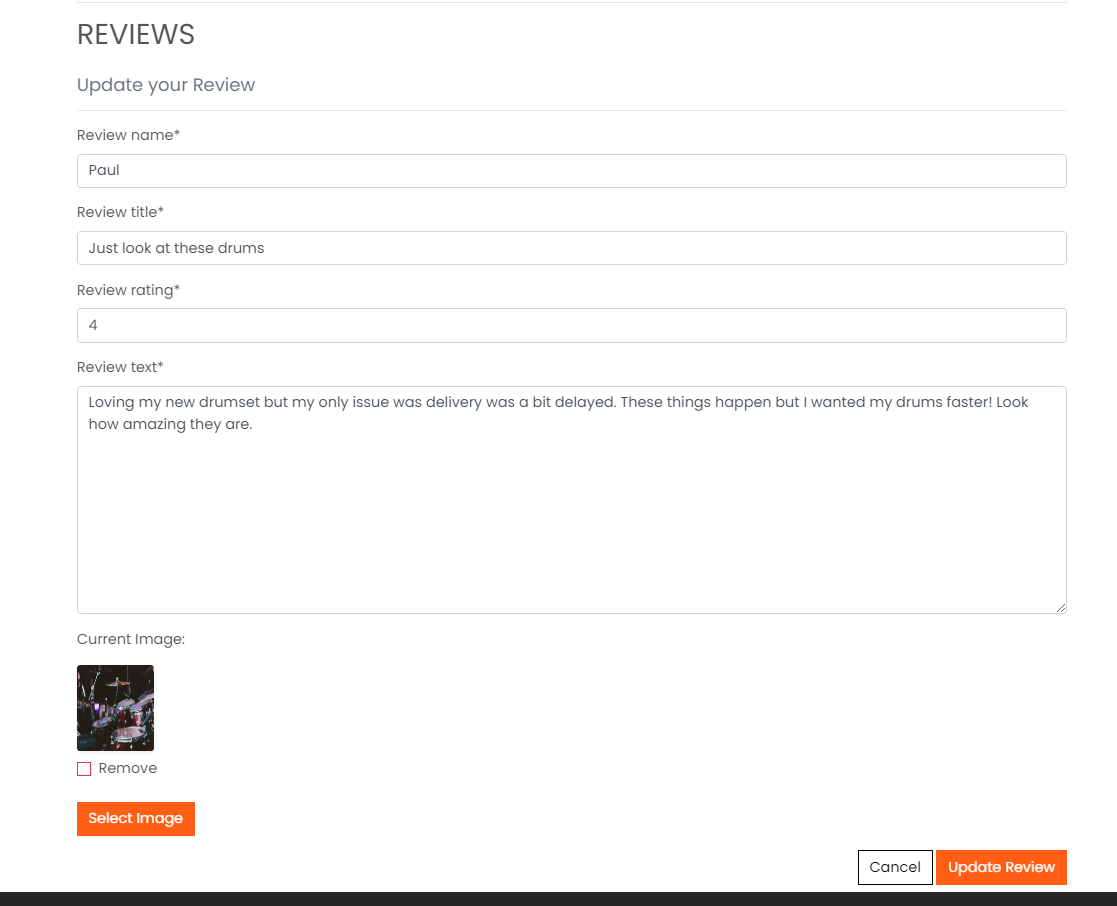 REVIEWS
Update your Review
Review name*
Paul
Review title*
Just look at these drums
Review rating*
4
Review text*
Loving my new drumset but my only issue was delivery was a bit delayed. These things happen but I wanted my drums faster! Look
how amazing they are.
Current Image:
Remove
Select Image
Cancel
Update Review